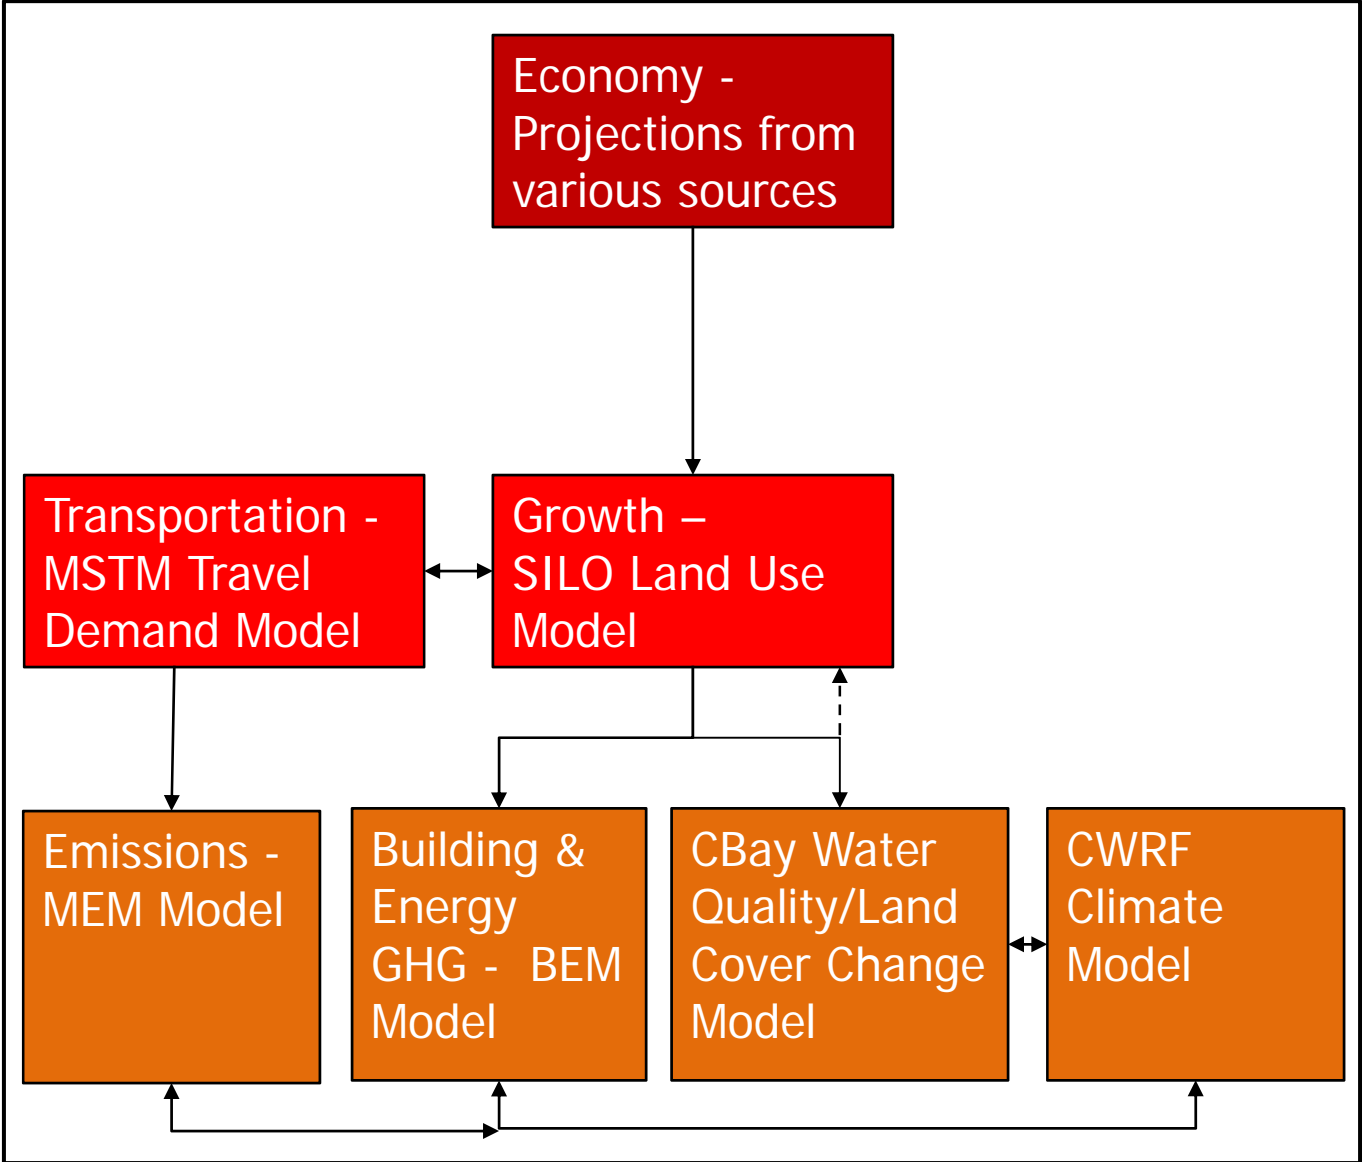 Economy -
Projections from
various sources
Transportation -
MSTM Travel
Demand Model
Growth –
SILO Land Use
Model
Emissions -
MEM Model
Building &
Energy
GHG - BEM
Model
CBay Water
Quality/Land
Cover Change
Model
CWRF
Climate
Model